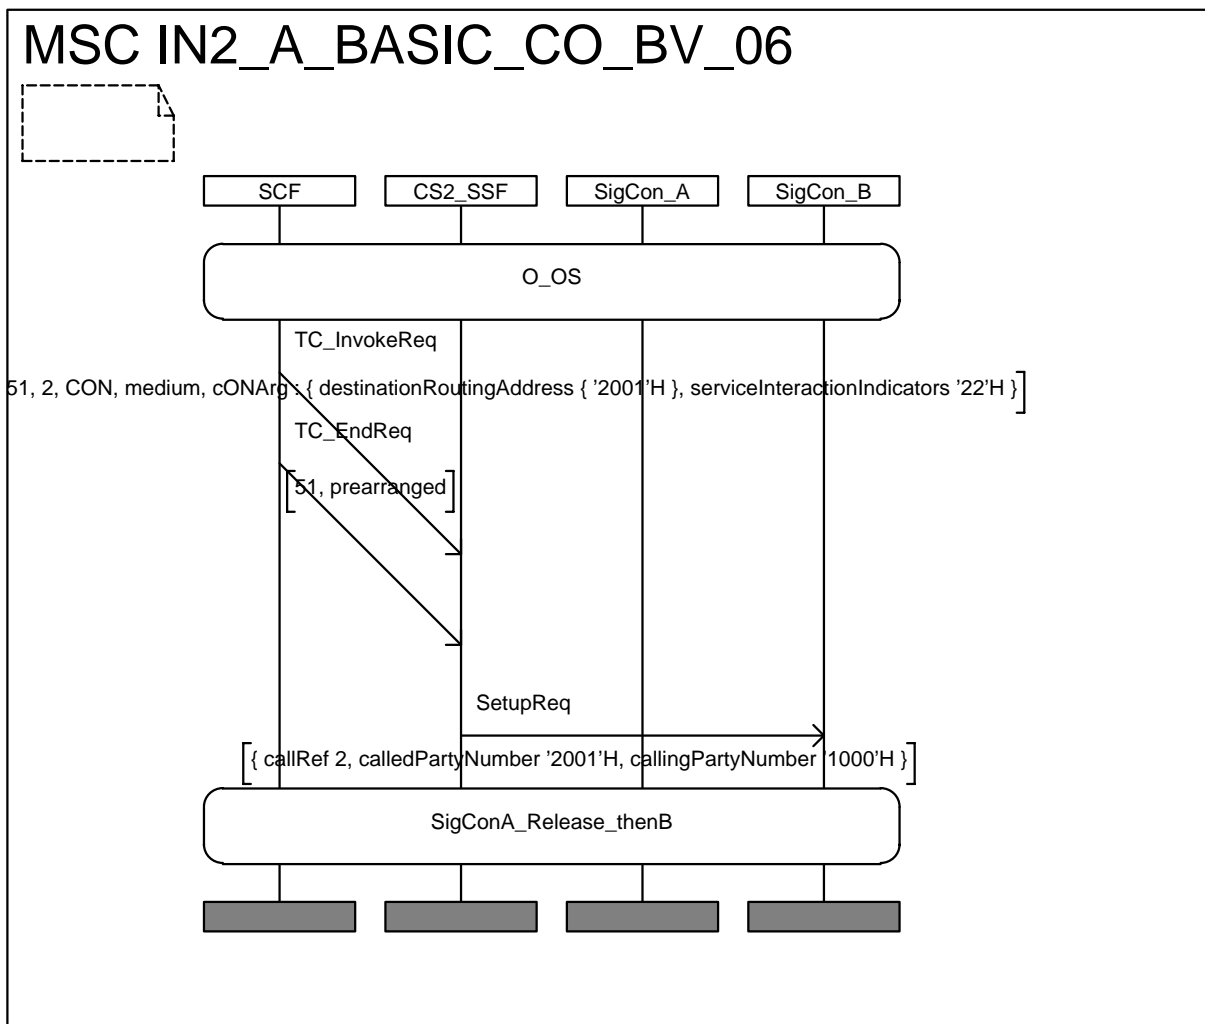 MSC IN2_A_BASIC_CO_BV_06
SCF CS2_SSF SigCon_A SigCon_B
O_OS
TC_InvokeReq
51, 2, CON, medium, cONArg : { destinationRoutingAddress { '2001'H }, serviceInteractionIndicators '22'H }]
TC_EndReq
[51, prearranged]
SetupReq
[{ callRef 2, calledPartyNumber '2001'H, callingPartyNumber '1000'H }]
SigConA_Release_thenB